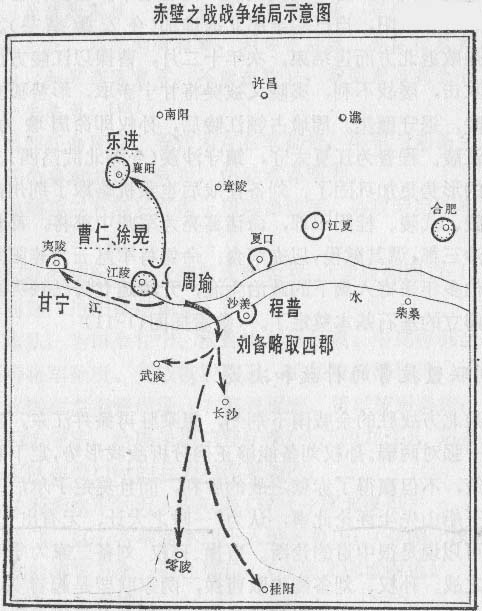 赤壁之战战争结局示意图
许昌
南阳
谯
乐进
襄阳
章陵
曹仁、徐晃
夏口
江夏
合肥
夷陵
江陵
周瑜
甘宁
江
沙羡
程普
水
柴桑
刘备略取四郡
武陵
长沙
零陵
桂阳